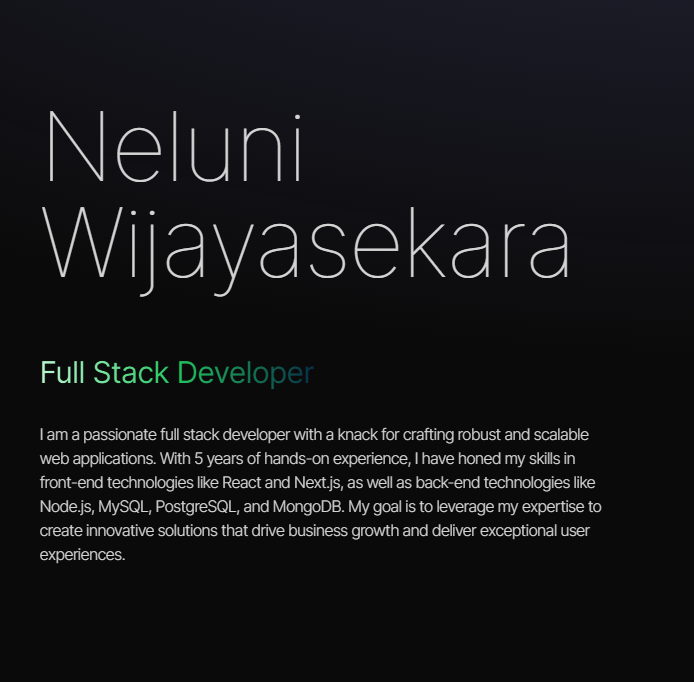 Neluni
Wijayasekara
Full Stack Developer
I am a passionate full stack developer with a knack for crafting robust and scalable
web applications. With 5 years of hands-on experience, I have honed my skills in
front-end technologies like React and Next.js, as well as back-end technologies like
Node.js, MySQL, PostgreSQL, and MongoDB. My goal is to leverage my expertise to
create innovative solutions that drive business growth and deliver exceptional user
experiences.